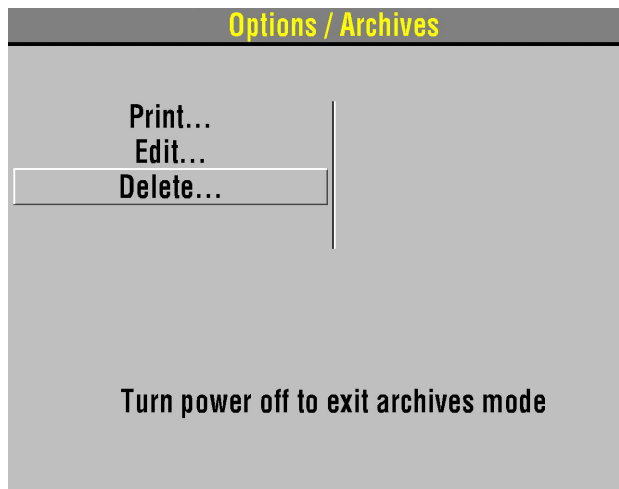 Options / Archives
Print...
Edit...
Delete...
Turn power off to exit archives mode